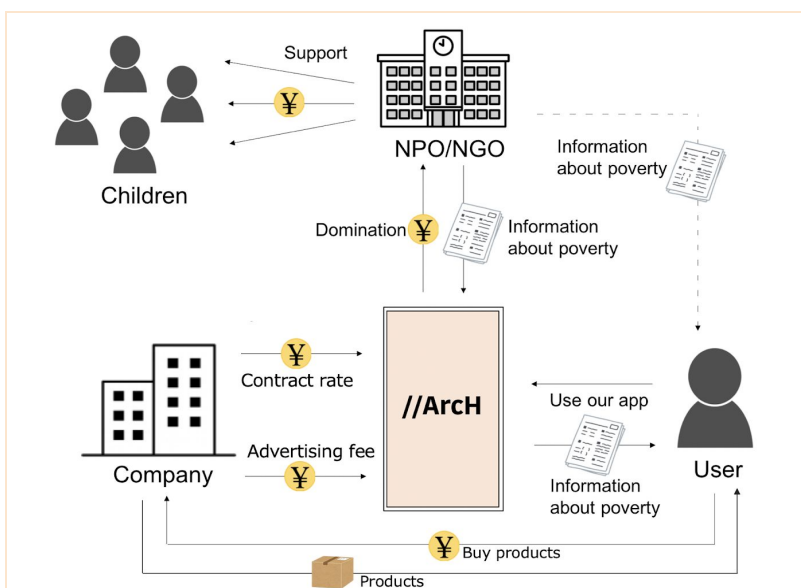 Support
¥
Children
NPO/NGO
Information
about poverty
Domination
¥
Information
about poverty
¥
Contract rate
//ArcH
Use our app
Advertising fee
¥
Company
Information
about poverty
User
¥
Buy products
Products